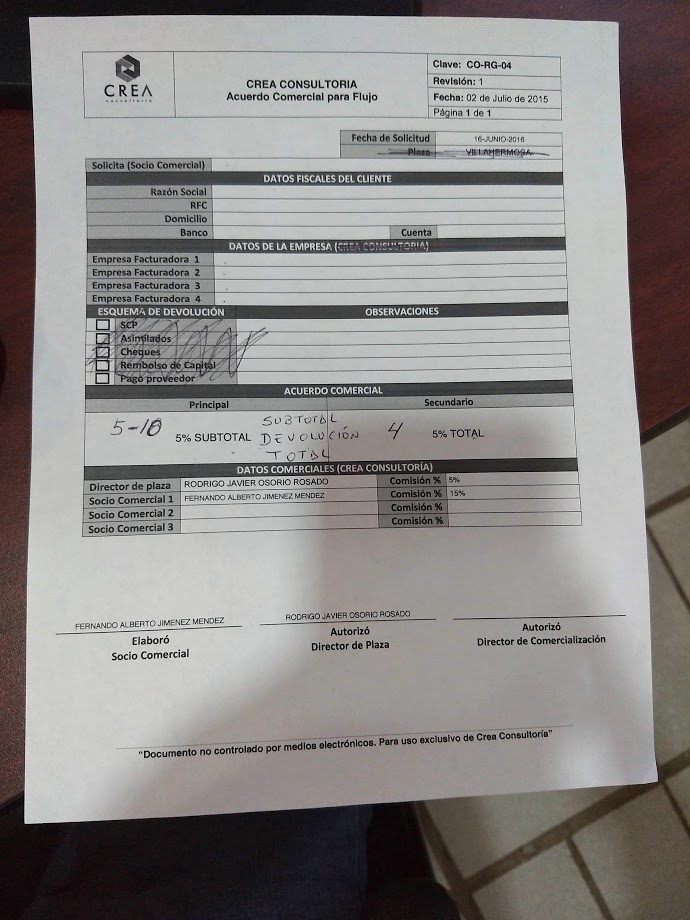 CREA
consultoría
CREA CONSULTORIA
Acuerdo Comercial para Flujo
Clave: CO-RG-04
Revisión: 1
Fecha: 02 de Julio de 2015
Página 1 de 1
Fecha de Solicitud 16-JUNIO-2016
Plaza VILLAHERMOSA
Solicita (Socio Comercial)
DATOS FISCALES DEL CLIENTE
Razón Social
RFC
Domicilio
Banco Cuenta
DATOS DE LA EMPRESA (CREA CONSULTORIA)
Empresa Facturadora 1
Empresa Facturadora 2
Empresa Facturadora 3
Empresa Facturadora 4
ESQUEMA DE DEVOLUCIÓN OBSERVACIONES
SCP
Asimilados
Cheques
Rembolso de Capital
Pago proveedor
ACUERDO COMERCIAL
Principal Secundario
5-10 5% SUBTOTAL SUBTOTAL
DEVOLUCIÓN
TOTAL
4 5% TOTAL
DATOS COMERCIALES (CREA CONSULTORÍA)
Director de plaza RODRIGO JAVIER OSORIO ROSADO Comisión % 5%
Socio Comercial 1 FERNANDO ALBERTO JIMENEZ MENDEZ Comisión % 15%
Socio Comercial 2 Comisión %
Socio Comercial 3 Comisión %
FERNANDO ALBERTO JIMENEZ MENDEZ
Elaboró
Socio Comercial
RODRIGO JAVIER OSORIO ROSADO
Autorizó
Director de Plaza
Autorizó
Director de Comercialización
"Documento no controlado por medios electrónicos. Para uso exclusivo de Crea Consultoría"